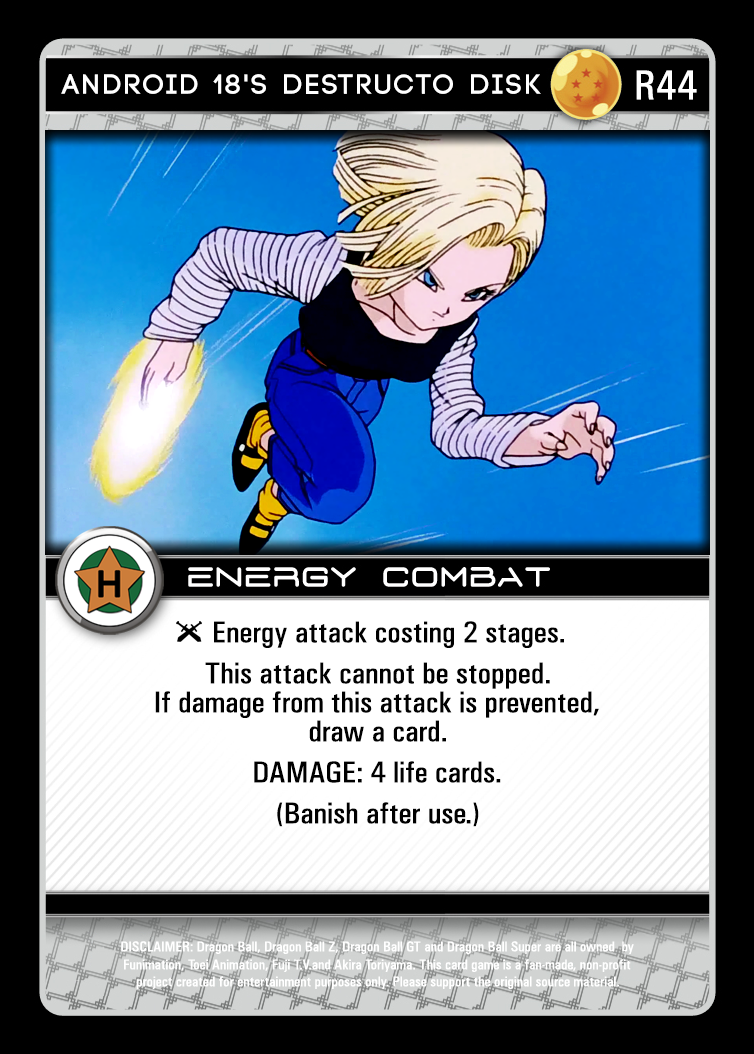 ANDROID 18'S DESTRUCTO DISK R44
H ENERGY COMBAT
Energy attack costing 2 stages.
This attack cannot be stopped.
If damage from this attack is prevented,
draw a card.
DAMAGE: 4 life cards.
(Banish after use.)
DISCLAIMER: Dragon Ball, Dragon Ball Z, Dragon Ball GT and Dragon Ball Super are all owned by
Funimation, Toei Animation, Fuji T.V.and Akira Toriyama. This card game is a fan-made, non-profit
project created for entertainment purposes only. Please support the original source material.